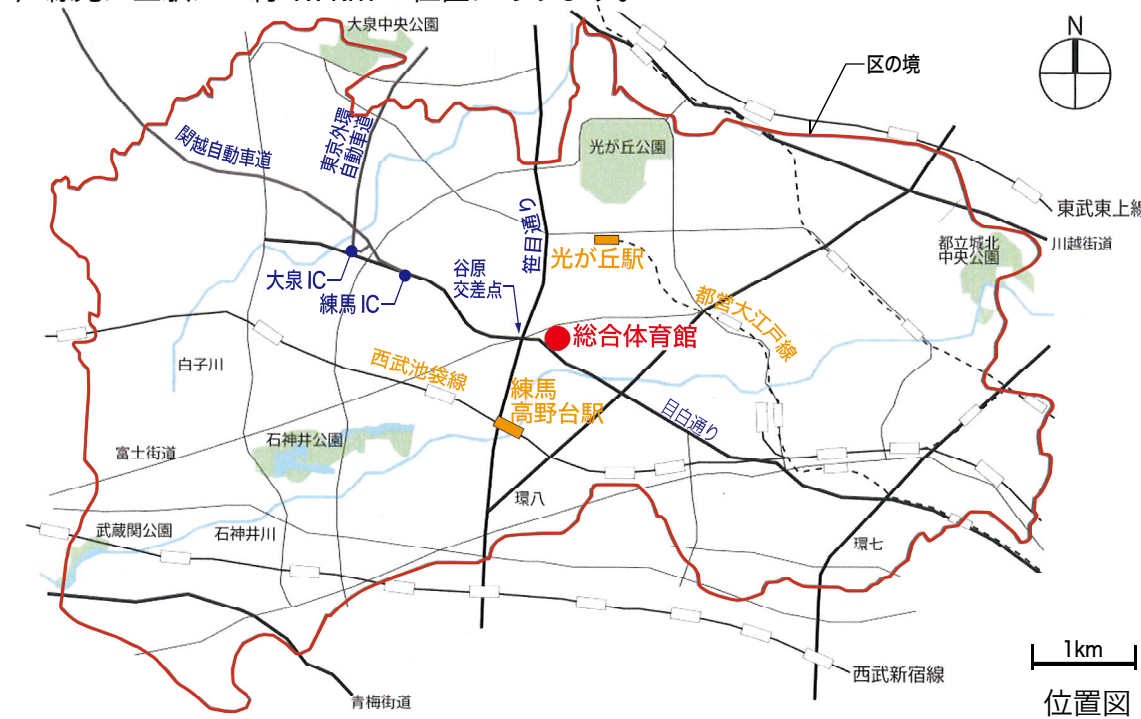 大泉中央公園
N
区の境
関越自動車道
東京外環
自動車道
光が丘公園
東武東上線
川越街道
都立城北
中央公園
笹目通り
光が丘駅
大泉IC
練馬IC
谷原
交差点
都営大江戸線
総合体育館
白子川
西武池袋線
練馬
高野台駅
目白通り
石神井公園
富士街道
環八
武蔵関公園
石神井川
環七
1km
西武新宿線
位置図
青梅街道